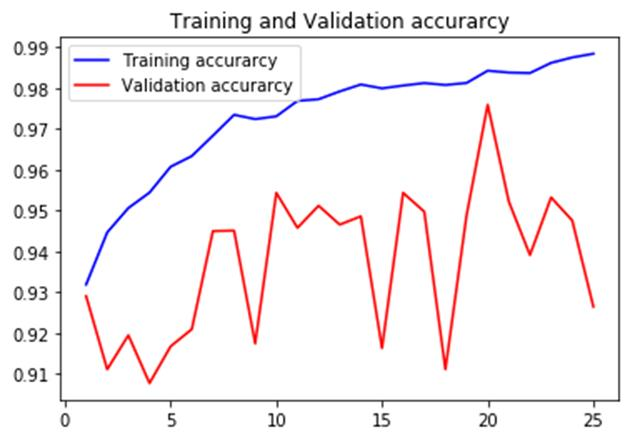 Training and Validation accurarcy
Training accurarcy
Validation accurarcy
0.99
0.98
0.97
0.96
0.95
0.94
0.93
0.92
0.91
0 5 10 15 20 25